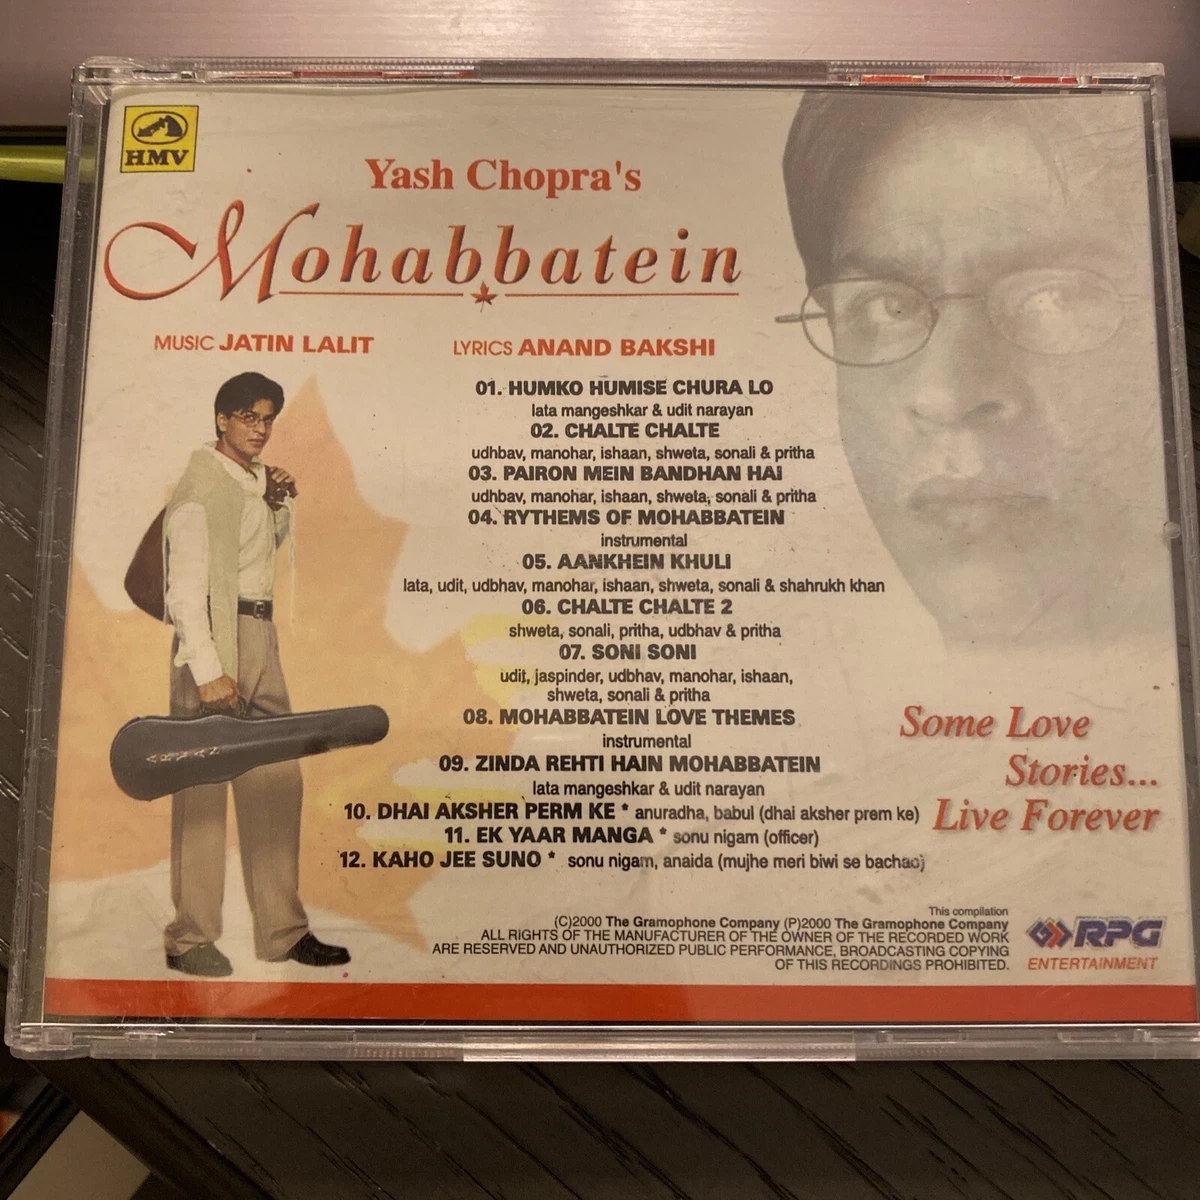 HMV
Yash Chopra's
Mohabbatein
MUSIC JATIN LALIT
LYRICS ANAND BAKSHI
01. HUMKO HUMISE CHURA LO
lata mangeshkar & udit narayan
02. CHALTE CHALTE
udhbav, manohar, ishaan, shweta, sonali & pritha
03. PAIRON MEIN BANDHAN HAI
udhbav, manohar, ishaan, shweta, sonali & pritha
04. RYTHEMS OF MOHABBATEIN
instrumental
05. AANKHEIN KHULI
lata, udit, udbhav, manohar, ishaan, shweta, sonali & shahrukh khan
06. CHALTE CHALTE 2
shweta, sonali, pritha, udbhav & pritha
07. SONI SONI
udit, jaspinder, udbhav, manohar, ishaan,
shweta, sonali & pritha
08. MOHABBATEIN LOVE THEMES
instrumental
09. ZINDA REHTI HAIN MOHABBATEIN
lata mangeshkar & udit narayan
10. DHAI AKSHER PERM KE * anuradha, babul (dhai aksher prem ke)
11. EK YAAR MANGA * sonu nigam (officer)
12. KAHO JEE SUNO * sonu nigam, anaida (mujhe meri biwi se bachao)
Some Love
Stories...
Live Forever
This compilation
(C)2000 The Gramophone Company (P)2000 The Gramophone Company
ALL RIGHTS OF THE MANUFACTURER OF THE OWNER OF THE RECORDED WORK
ARE RESERVED AND UNAUTHORIZED PUBLIC PERFORMANCE, BROADCASTING COPYING
OF THIS RECORDINGS PROHIBITED.
RPG
ENTERTAINMENT